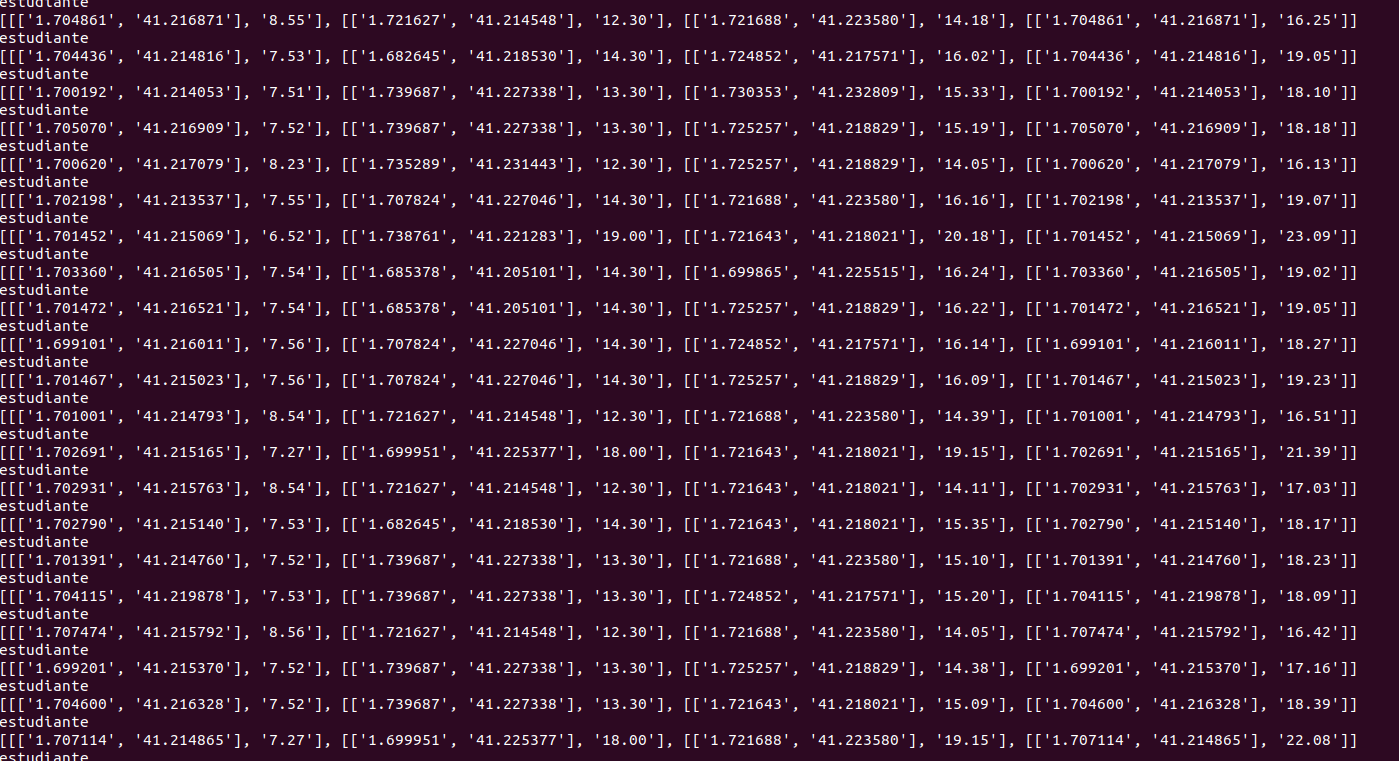 estudiante
[[['1.704861', '41.216871'], '8.55'], [['1.721627', '41.214548'], '12.30'], [['1.721688', '41.223580'], '14.18'], [['1.704861', '41.216871'], '16.25']]
estudiante
[[['1.704436', '41.214816'], '7.53'], [['1.682645', '41.218530'], '14.30'], [['1.724852', '41.217571'], '16.02'], [['1.704436', '41.214816'], '19.05']]
estudiante
[[['1.700192', '41.214053'], '7.51'], [['1.739687', '41.227338'], '13.30'], [['1.730353', '41.232809'], '15.33'], [['1.700192', '41.214053'], '18.10']]
estudiante
[[['1.705070', '41.216909'], '7.52'], [['1.739687', '41.227338'], '13.30'], [['1.725257', '41.218829'], '15.19'], [['1.705070', '41.216909'], '18.18']]
estudiante
[[['1.700620', '41.217079'], '8.23'], [['1.735289', '41.231443'], '12.30'], [['1.725257', '41.218829'], '14.05'], [['1.700620', '41.217079'], '16.13']]
estudiante
[[['1.702198', '41.213537'], '7.55'], [['1.707824', '41.227046'], '14.30'], [['1.721688', '41.223580'], '16.16'], [['1.702198', '41.213537'], '19.07']]
estudiante
[[['1.701452', '41.215069'], '6.52'], [['1.738761', '41.221283'], '19.00'], [['1.721643', '41.218021'], '20.18'], [['1.701452', '41.215069'], '23.09']]
estudiante
[[['1.703360', '41.216505'], '7.54'], [['1.685378', '41.205101'], '14.30'], [['1.699865', '41.225515'], '16.24'], [['1.703360', '41.216505'], '19.02']]
estudiante
[[['1.701472', '41.216521'], '7.54'], [['1.685378', '41.205101'], '14.30'], [['1.725257', '41.218829'], '16.22'], [['1.701472', '41.216521'], '19.05']]
estudiante
[[['1.699101', '41.216011'], '7.56'], [['1.707824', '41.227046'], '14.30'], [['1.724852', '41.217571'], '16.14'], [['1.699101', '41.216011'], '18.27']]
estudiante
[[['1.701467', '41.215023'], '7.56'], [['1.707824', '41.227046'], '14.30'], [['1.725257', '41.218829'], '16.09'], [['1.701467', '41.215023'], '19.23']]
estudiante
[[['1.701001', '41.214793'], '8.54'], [['1.721627', '41.214548'], '12.30'], [['1.721688', '41.223580'], '14.39'], [['1.701001', '41.214793'], '16.51']]
estudiante
[[['1.702691', '41.215165'], '7.27'], [['1.699951', '41.225377'], '18.00'], [['1.721643', '41.218021'], '19.15'], [['1.702691', '41.215165'], '21.39']]
estudiante
[[['1.702931', '41.215763'], '8.54'], [['1.721627', '41.214548'], '12.30'], [['1.721643', '41.218021'], '14.11'], [['1.702931', '41.215763'], '17.03']]
estudiante
[[['1.702790', '41.215140'], '7.53'], [['1.682645', '41.218530'], '14.30'], [['1.721643', '41.218021'], '15.35'], [['1.702790', '41.215140'], '18.17']]
estudiante
[[['1.701391', '41.214760'], '7.52'], [['1.739687', '41.227338'], '13.30'], [['1.721688', '41.223580'], '15.10'], [['1.701391', '41.214760'], '18.23']]
estudiante
[[['1.704115', '41.219878'], '7.53'], [['1.739687', '41.227338'], '13.30'], [['1.724852', '41.217571'], '15.20'], [['1.704115', '41.219878'], '18.09']]
estudiante
[[['1.707474', '41.215792'], '8.56'], [['1.721627', '41.214548'], '12.30'], [['1.721688', '41.223580'], '14.05'], [['1.707474', '41.215792'], '16.42']]
estudiante
[[['1.699201', '41.215370'], '7.52'], [['1.739687', '41.227338'], '13.30'], [['1.725257', '41.218829'], '14.38'], [['1.699201', '41.215370'], '17.16']]
estudiante
[[['1.704600', '41.216328'], '7.52'], [['1.739687', '41.227338'], '13.30'], [['1.721643', '41.218021'], '15.09'], [['1.704600', '41.216328'], '18.39']]
estudiante
[[['1.707114', '41.214865'], '7.27'], [['1.699951', '41.225377'], '18.00'], [['1.721688', '41.223580'], '19.15'], [['1.707114', '41.214865'], '22.08']]
estudiante